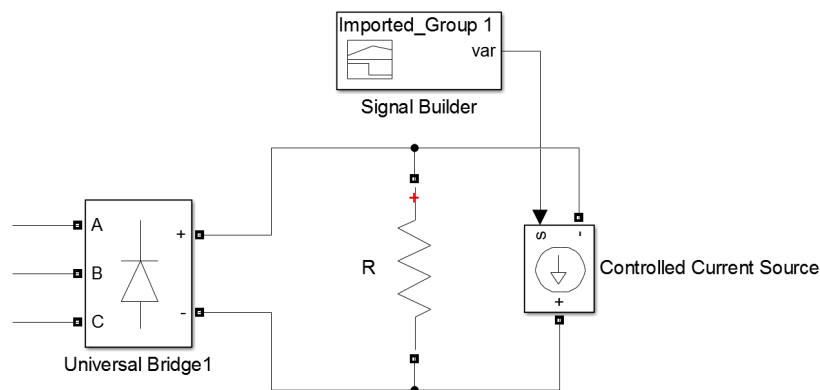 Imported_Group 1
var
Signal Builder
A
B
C
+
-
Universal Bridge1
+
R
s
-
+
Controlled Current Source